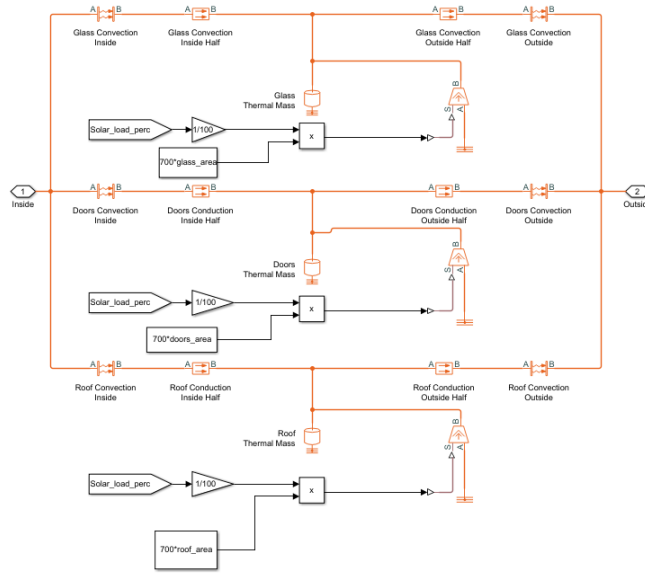 A B A B A B A B
Glass Convection
Inside
Glass Convection
Inside Half
Glass Convection
Outside Half
Glass Convection
Outside
B
S
A
Glass
Thermal Mass
Solar_load_perc
1/100
x
700*glass_area
1
Inside
2
Outsid
A B A B A B A B
Doors Convection
Inside
Doors Conduction
Inside Half
Doors Conduction
Outside Half
Doors Convection
Outside
B
S
A
Doors
Thermal Mass
Solar_load_perc
1/100
x
700*doors_area
A B A B A B A B
Roof Convection
Inside
Roof Conduction
Inside Half
Roof Conduction
Outside Half
Roof Convection
Outside
B
S
A
Roof
Thermal Mass
Solar_load_perc
1/100
x
700*roof_area